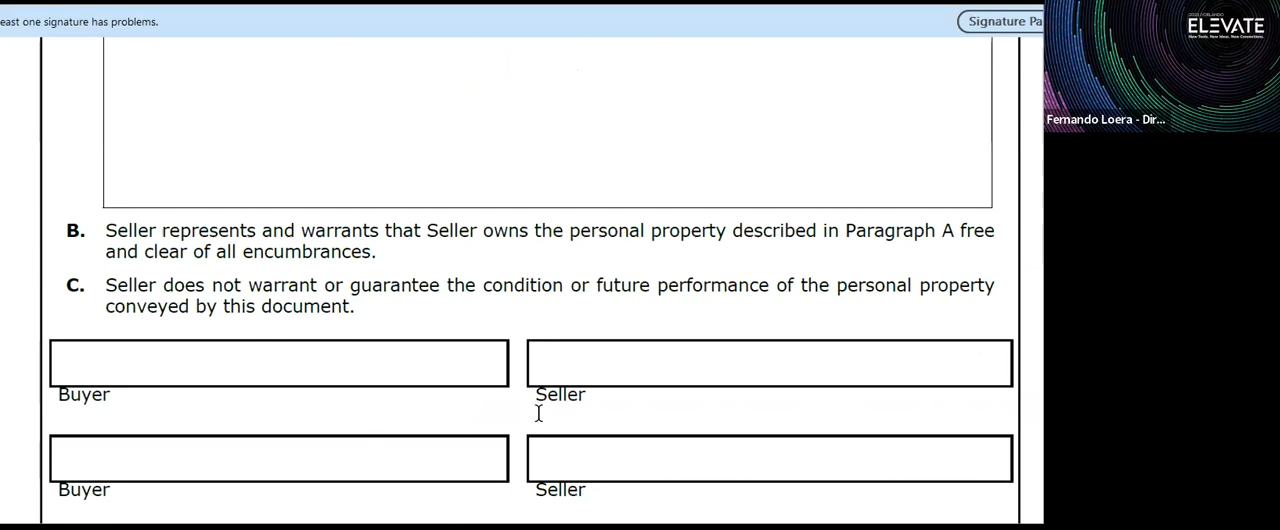 east one signature has problems.
Signature Pa
ELEVATE
Fernando Loera - Dir...
B. Seller represents and warrants that Seller owns the personal property described in Paragraph A free
and clear of all encumbrances.
C. Seller does not warrant or guarantee the condition or future performance of the personal property
conveyed by this document.
Buyer Seller
Buyer Seller